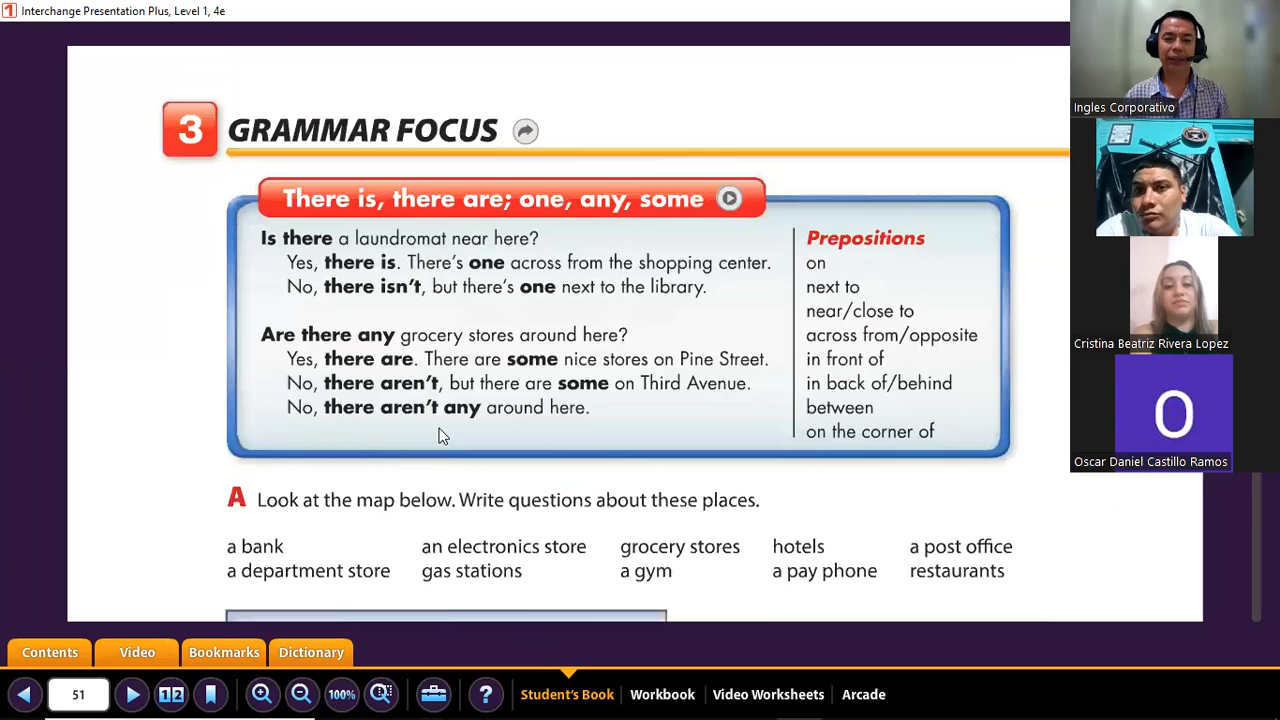 Interchange Presentation Plus, Level 1, 4e
3 GRAMMAR FOCUS
There is, there are; one, any, some
Is there a laundromat near here?
Yes, there is. There's one across from the shopping center.
No, there isn't, but there's one next to the library.
Are there any grocery stores around here?
Yes, there are. There are some nice stores on Pine Street.
No, there aren't, but there are some on Third Avenue.
No, there aren't any around here.
Prepositions
on
next to
near/close to
across from/opposite
in front of
in back of/behind
between
on the corner of
A Look at the map below. Write questions about these places.
a bank an electronics store grocery stores hotels a post office
a department store gas stations a gym a pay phone restaurants
Ingles Corporativo
Cristina Beatriz Rivera Lopez
O
Oscar Daniel Castillo Ramos
Contents Video Bookmarks Dictionary
51 1 2 100% ? Student's Book Workbook Video Worksheets Arcade